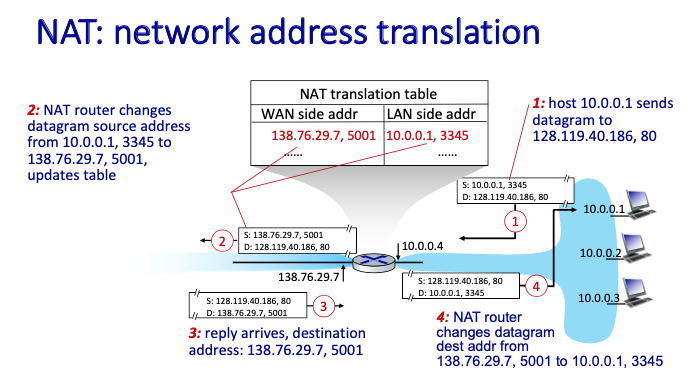 NAT: network address translation
NAT translation table
WAN side addr LAN side addr
138.76.29.7, 5001 10.0.0.1, 3345
...... ......
2: NAT router changes
datagram source address
from 10.0.0.1, 3345 to
138.76.29.7, 5001,
updates table
1: host 10.0.0.1 sends
datagram to
128.119.40.186, 80
S: 10.0.0.1, 3345
D: 128.119.40.186, 80
1
10.0.0.1
S: 138.76.29.7, 5001
D: 128.119.40.186, 80
2
10.0.0.4
10.0.0.2
138.76.29.7
S: 128.119.40.186, 80
D: 10.0.0.1, 3345
4
10.0.0.3
S: 128.119.40.186, 80
D: 138.76.29.7, 5001
3
3: reply arrives, destination
address: 138.76.29.7, 5001
4: NAT router
changes datagram
dest addr from
138.76.29.7, 5001 to 10.0.0.1, 3345